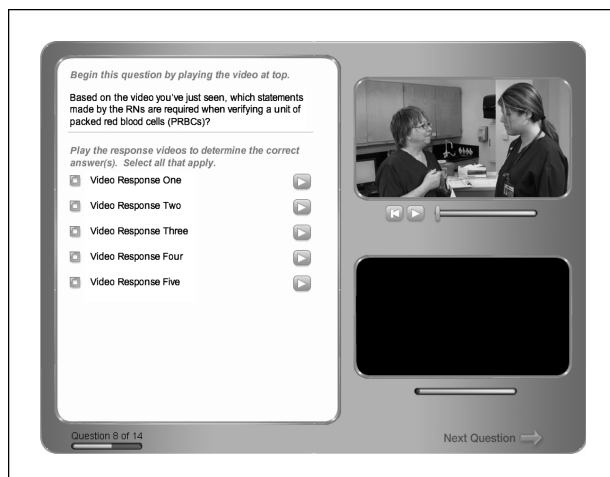 Begin this question by playing the video at top.
Based on the video you've just seen, which statements
made by the RNs are required when verifying a unit of
packed red blood cells (PRBCs)?
Play the response videos to determine the correct
answer(s). Select all that apply.
Video Response One
Video Response Two
Video Response Three
Video Response Four
Video Response Five
Question 8 of 14
Next Question